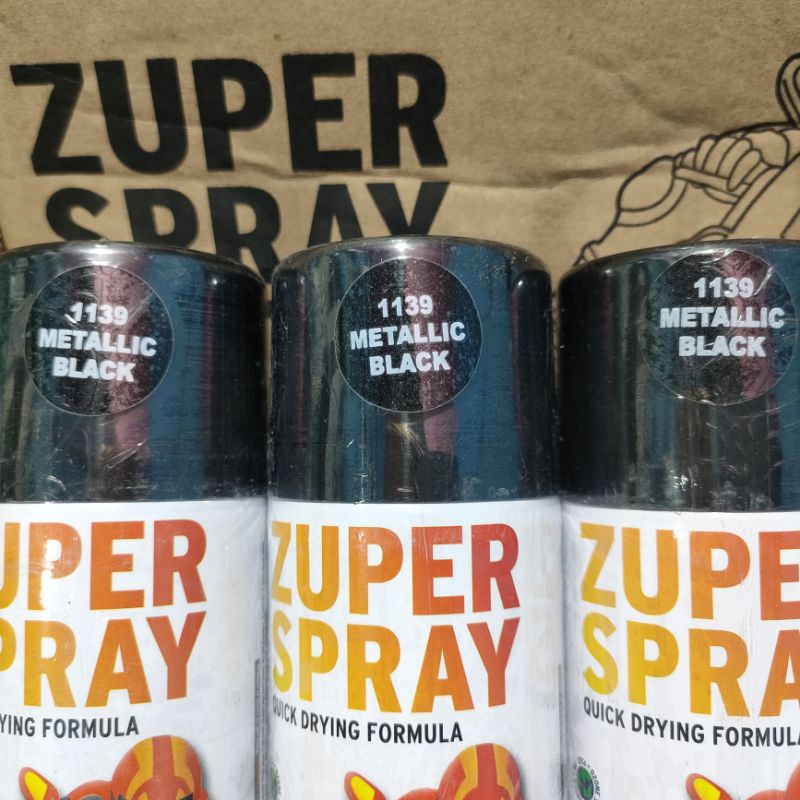 ZUPER
SPRAY
1139
METALLIC
BLACK
1139
METALLIC
BLACK
1139
METALLIC
BLACK
UPER
PRAY
YING FORMULA
ZUPER
SPRAY
QUICK DRYING FORMULA
ZUPE
SPRA
QUICK DRYING FORMULA